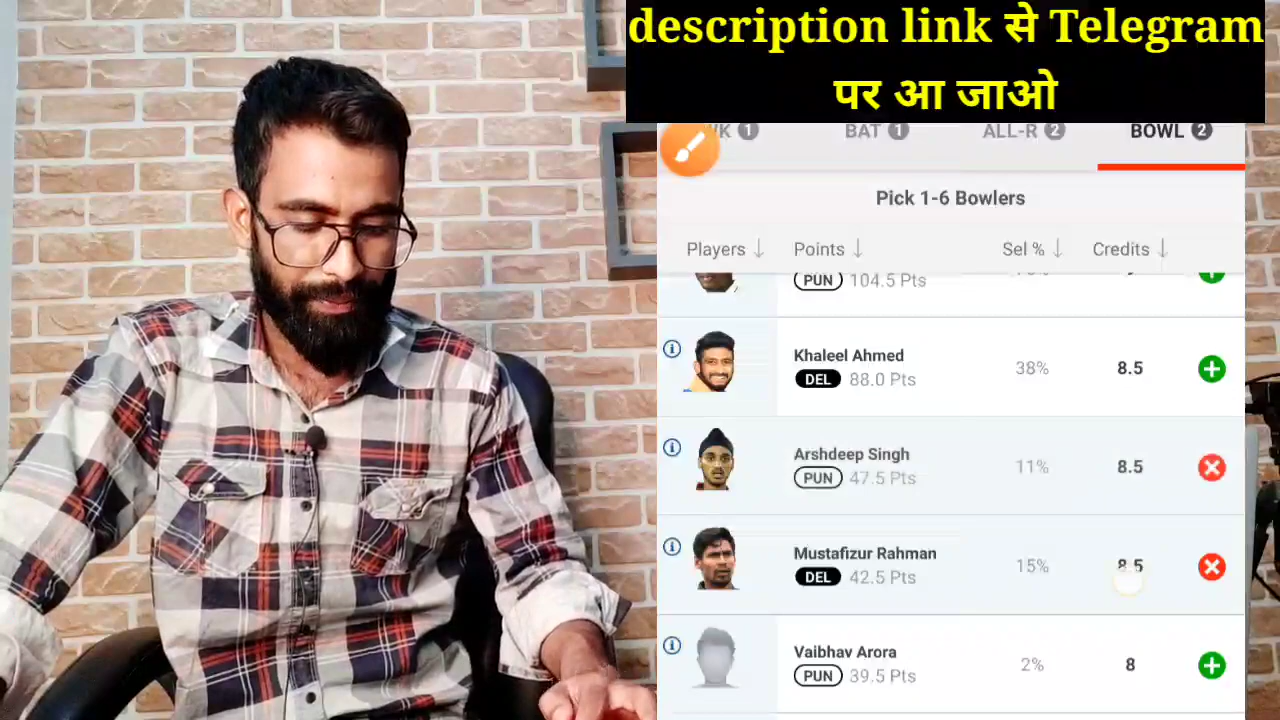 description link से Telegram
पर आ जाओ
WK 1 BAT 1 ALL-R 2 BOWL 2
Pick 1-6 Bowlers
Players ↓ Points ↓ Sel % ↓ Credits ↓
PUN 104.5 Pts
Khaleel Ahmed
DEL 88.0 Pts 38% 8.5
Arshdeep Singh
PUN 47.5 Pts 11% 8.5
Mustafizur Rahman
DEL 42.5 Pts 15% 8.5
Vaibhav Arora
PUN 39.5 Pts 2% 8